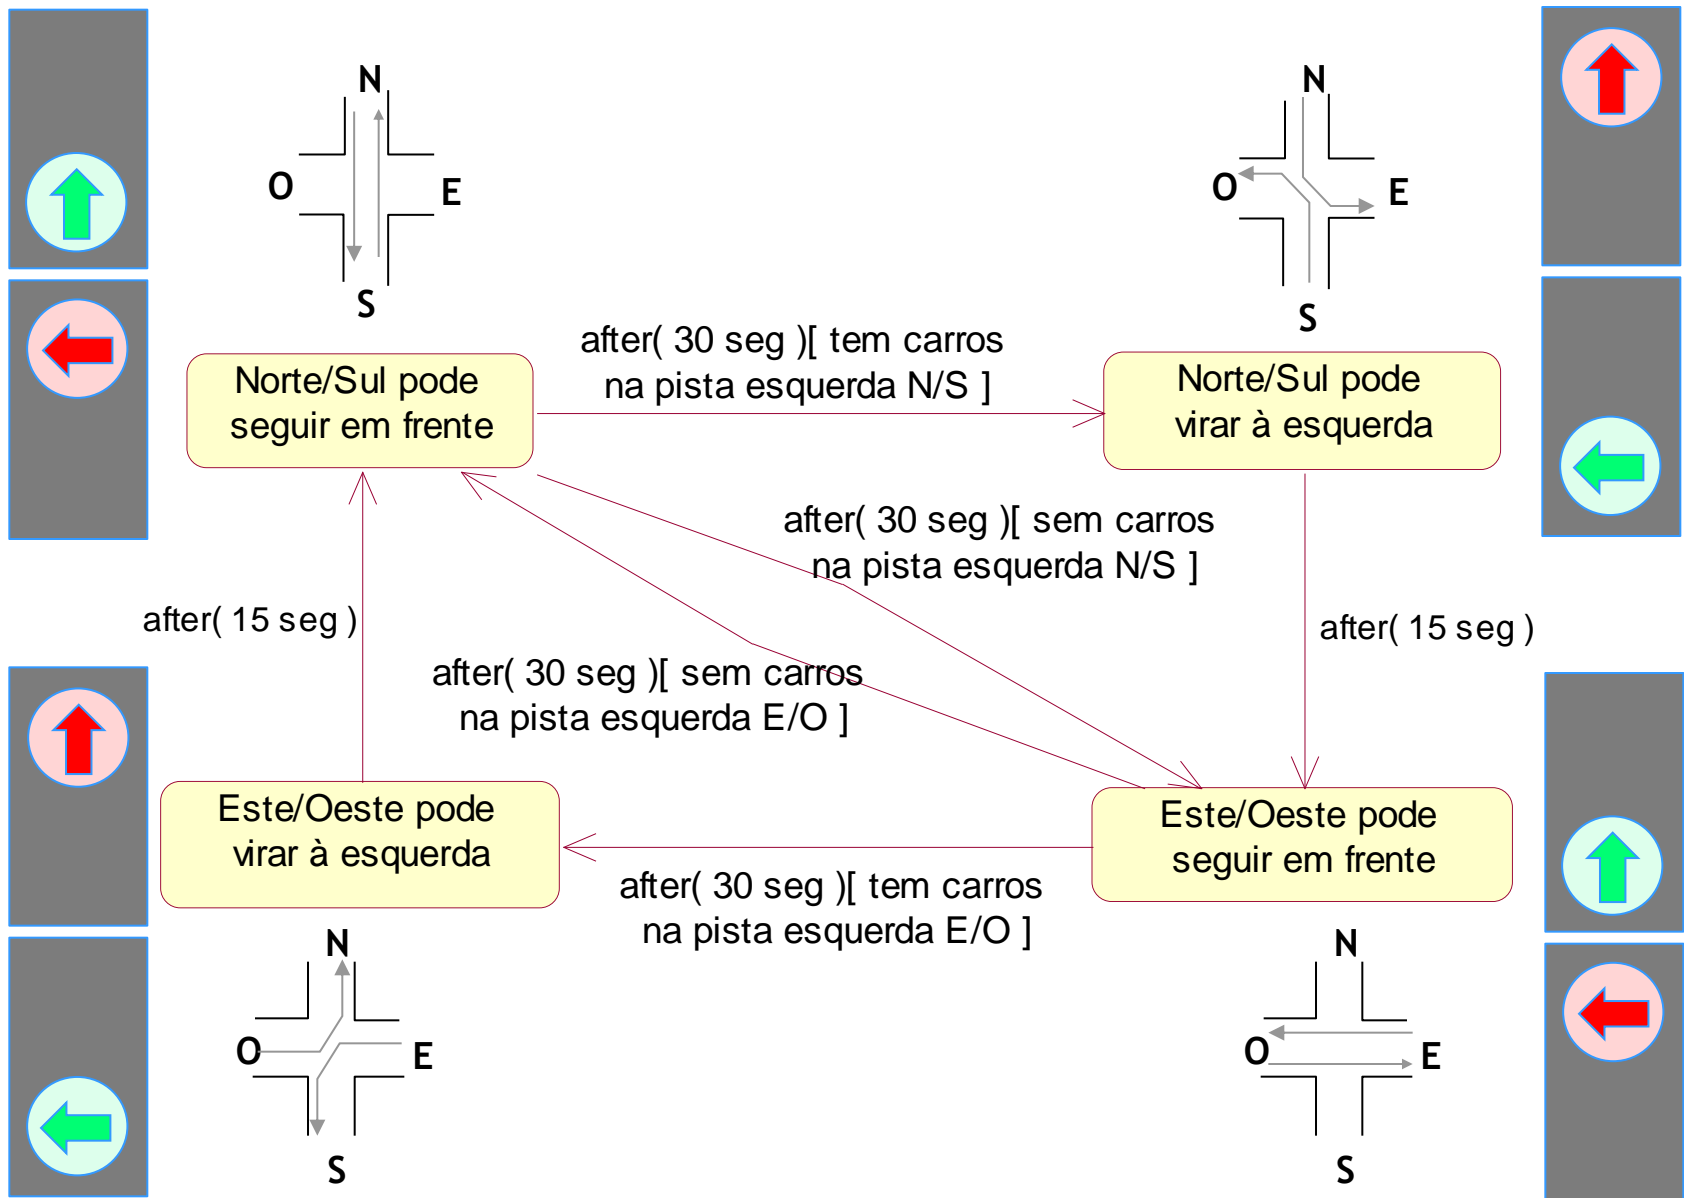 N
O
E
S
N
O
E
S
after( 30 seg )[ tem carros
na pista esquerda N/S ]
Norte/Sul pode
seguir em frente
Norte/Sul pode
virar à esquerda
after( 30 seg )[ sem carros
na pista esquerda N/S ]
after( 15 seg )
after( 15 seg )
after( 30 seg )[ sem carros
na pista esquerda E/O ]
Este/Oeste pode
virar à esquerda
Este/Oeste pode
seguir em frente
after( 30 seg )[ tem carros
na pista esquerda E/O ]
N
O
E
S
N
O
E
S